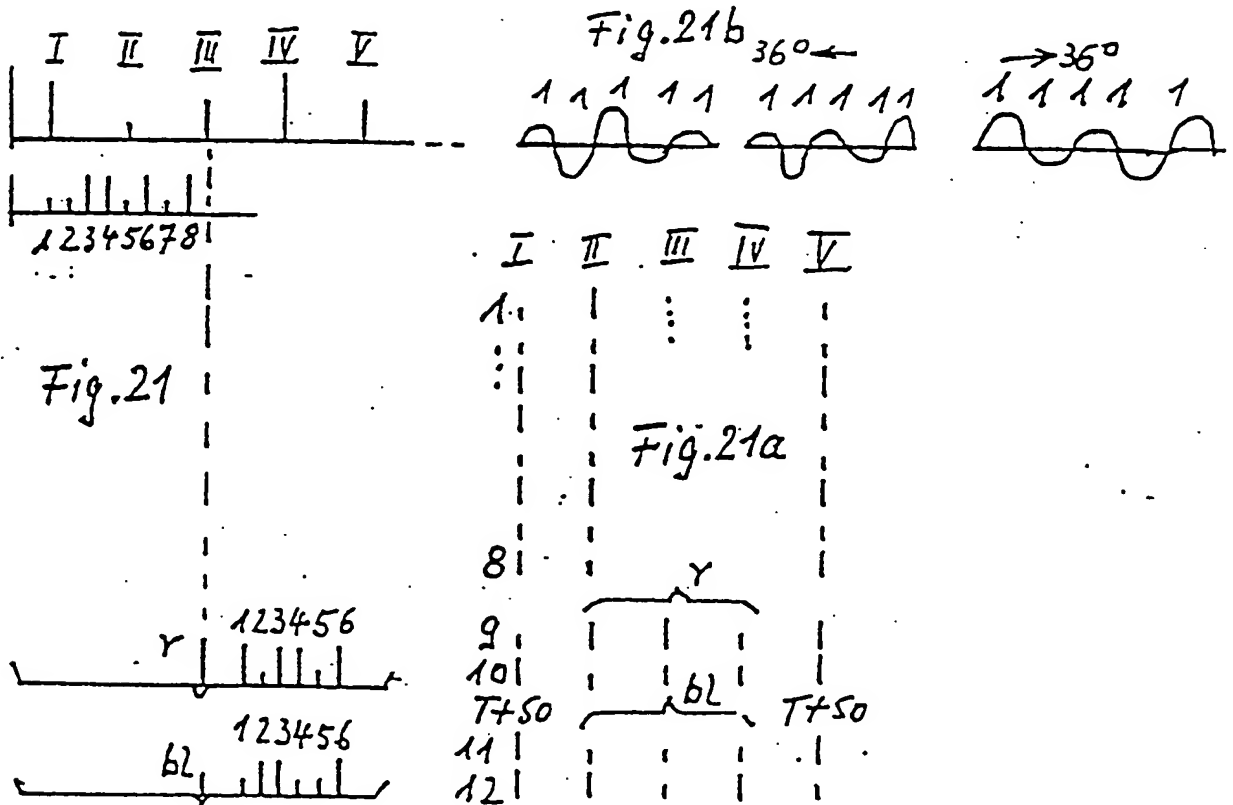 I II III IV V
Fig.21b
36° ←
→ 36°
1 1 1 1 1
1 1 1 1 1
1 1 1 1 1
12345678
Fig.21
I II III IV V
1
Fig.21a
8
r
9
10
bl
T+50 T+50
11
12
r
123456
bl
123456